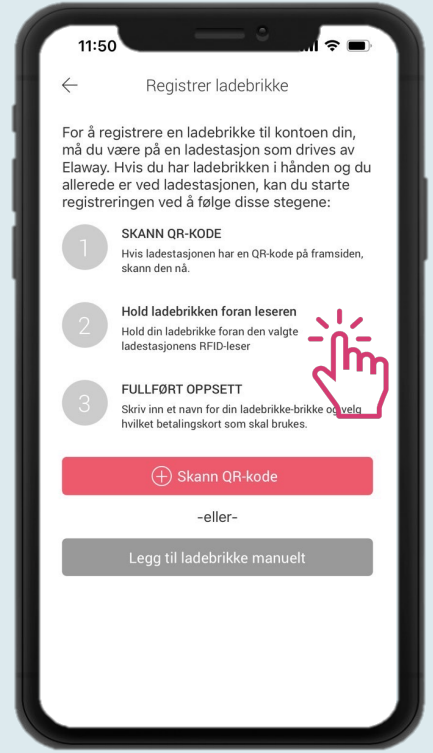 11:50
Registrer ladebrikke
For å registrere en ladebrikke til kontoen din,
må du være på en ladestasjon som drives av
Elaway. Hvis du har ladebrikken i hånden og du
allerede er ved ladestasjonen, kan du starte
registreringen ved å følge disse stegene:
1
SKANN QR-KODE
Hvis ladestasjonen har en QR-kode på framsiden,
skann den nå.
2
Hold ladebrikken foran leseren
Hold din ladebrikke foran den valgte
ladestasjonens RFID-leser
3
FULLFØRT OPPSETT
Skriv inn et navn for din ladebrikke-brikke og velg
hvilket betalingskort som skal brukes.
Skann QR-kode
-eller-
Legg til ladebrikke manuelt